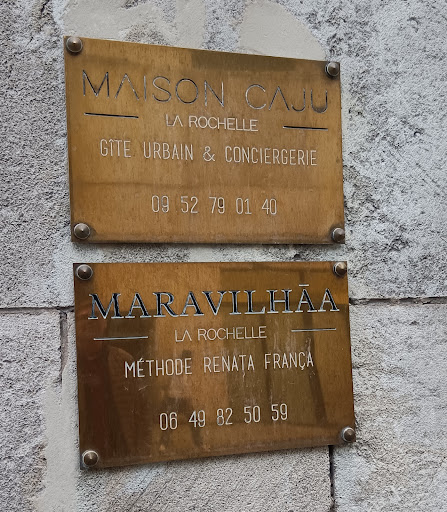 MAISON CAJU
LA ROCHELLE
GÎTE URBAIN & CONCIERGERIE
09 52 79 01 40
MARAVILHÃA
LA ROCHELLE
MÉTHODE RENATA FRANÇA
06 49 82 50 59